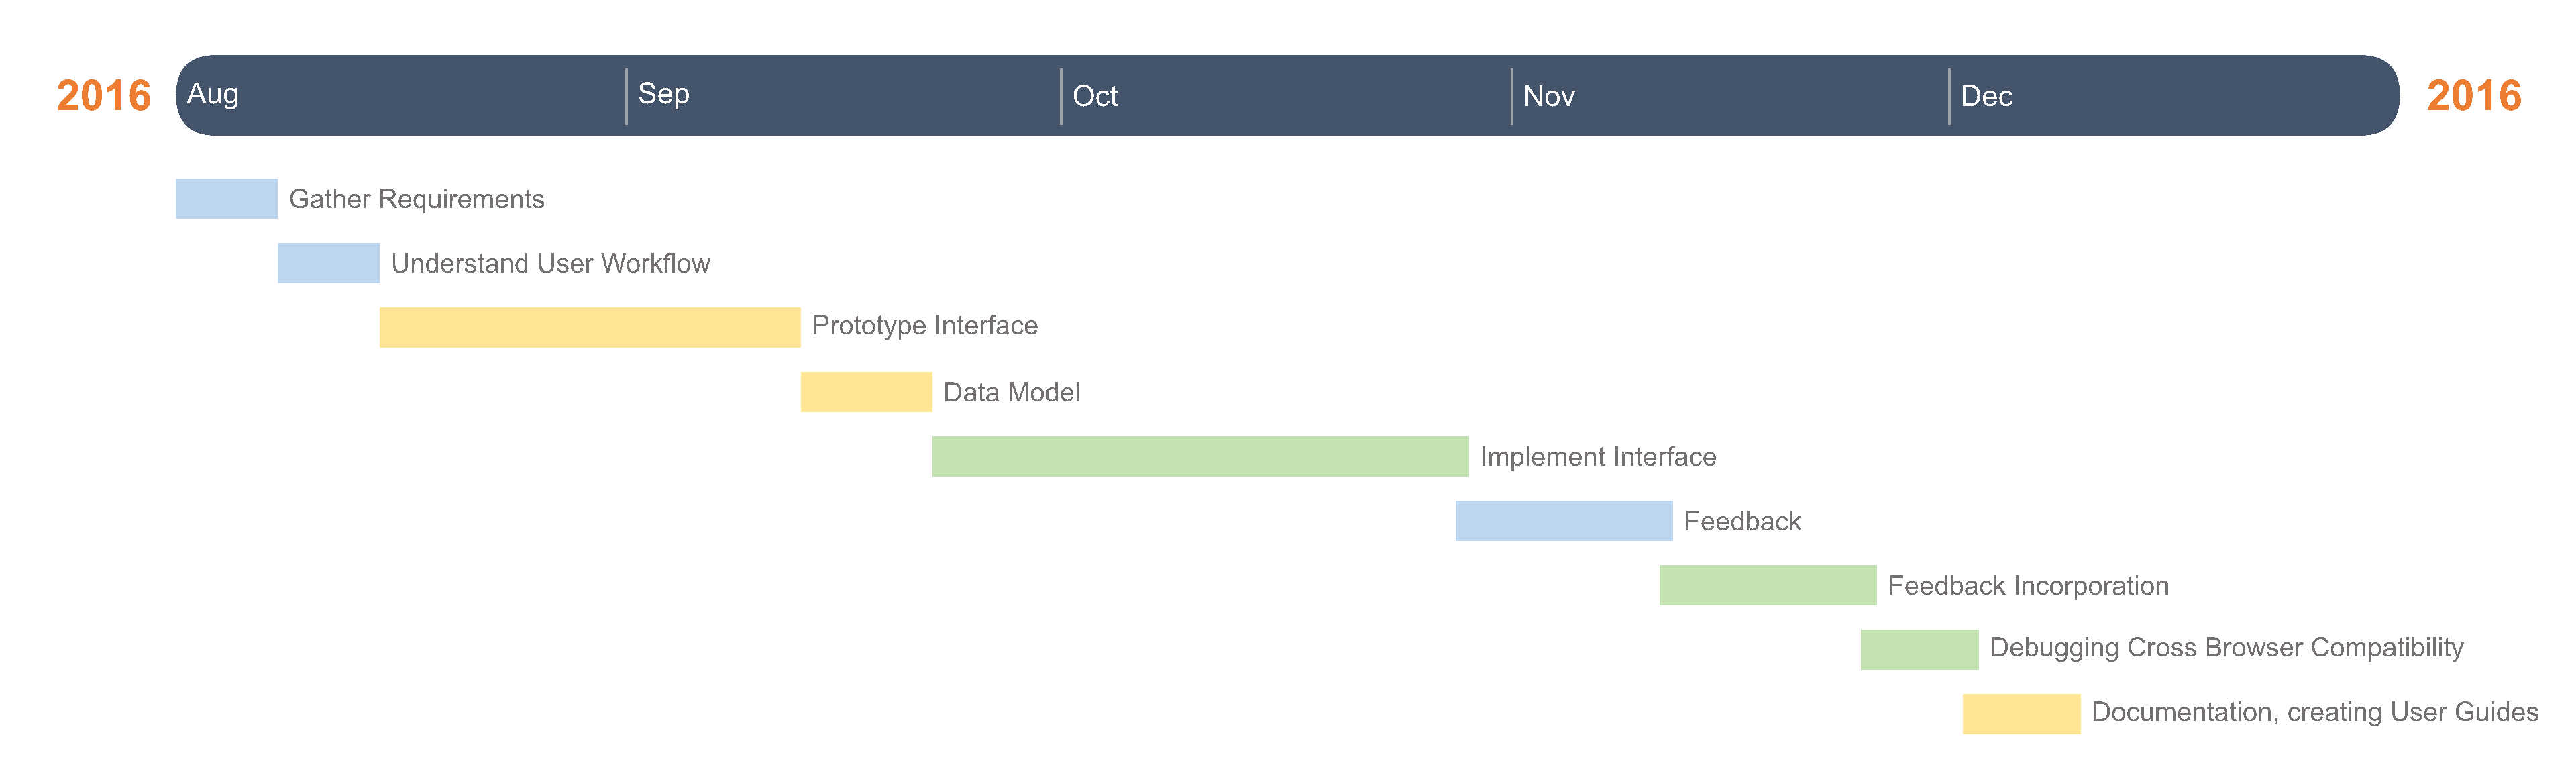 2016 Aug Sep Oct Nov Dec 2016
Gather Requirements
Understand User Workflow
Prototype Interface
Data Model
Implement Interface
Feedback
Feedback Incorporation
Debugging Cross Browser Compatibility
Documentation, creating User Guides